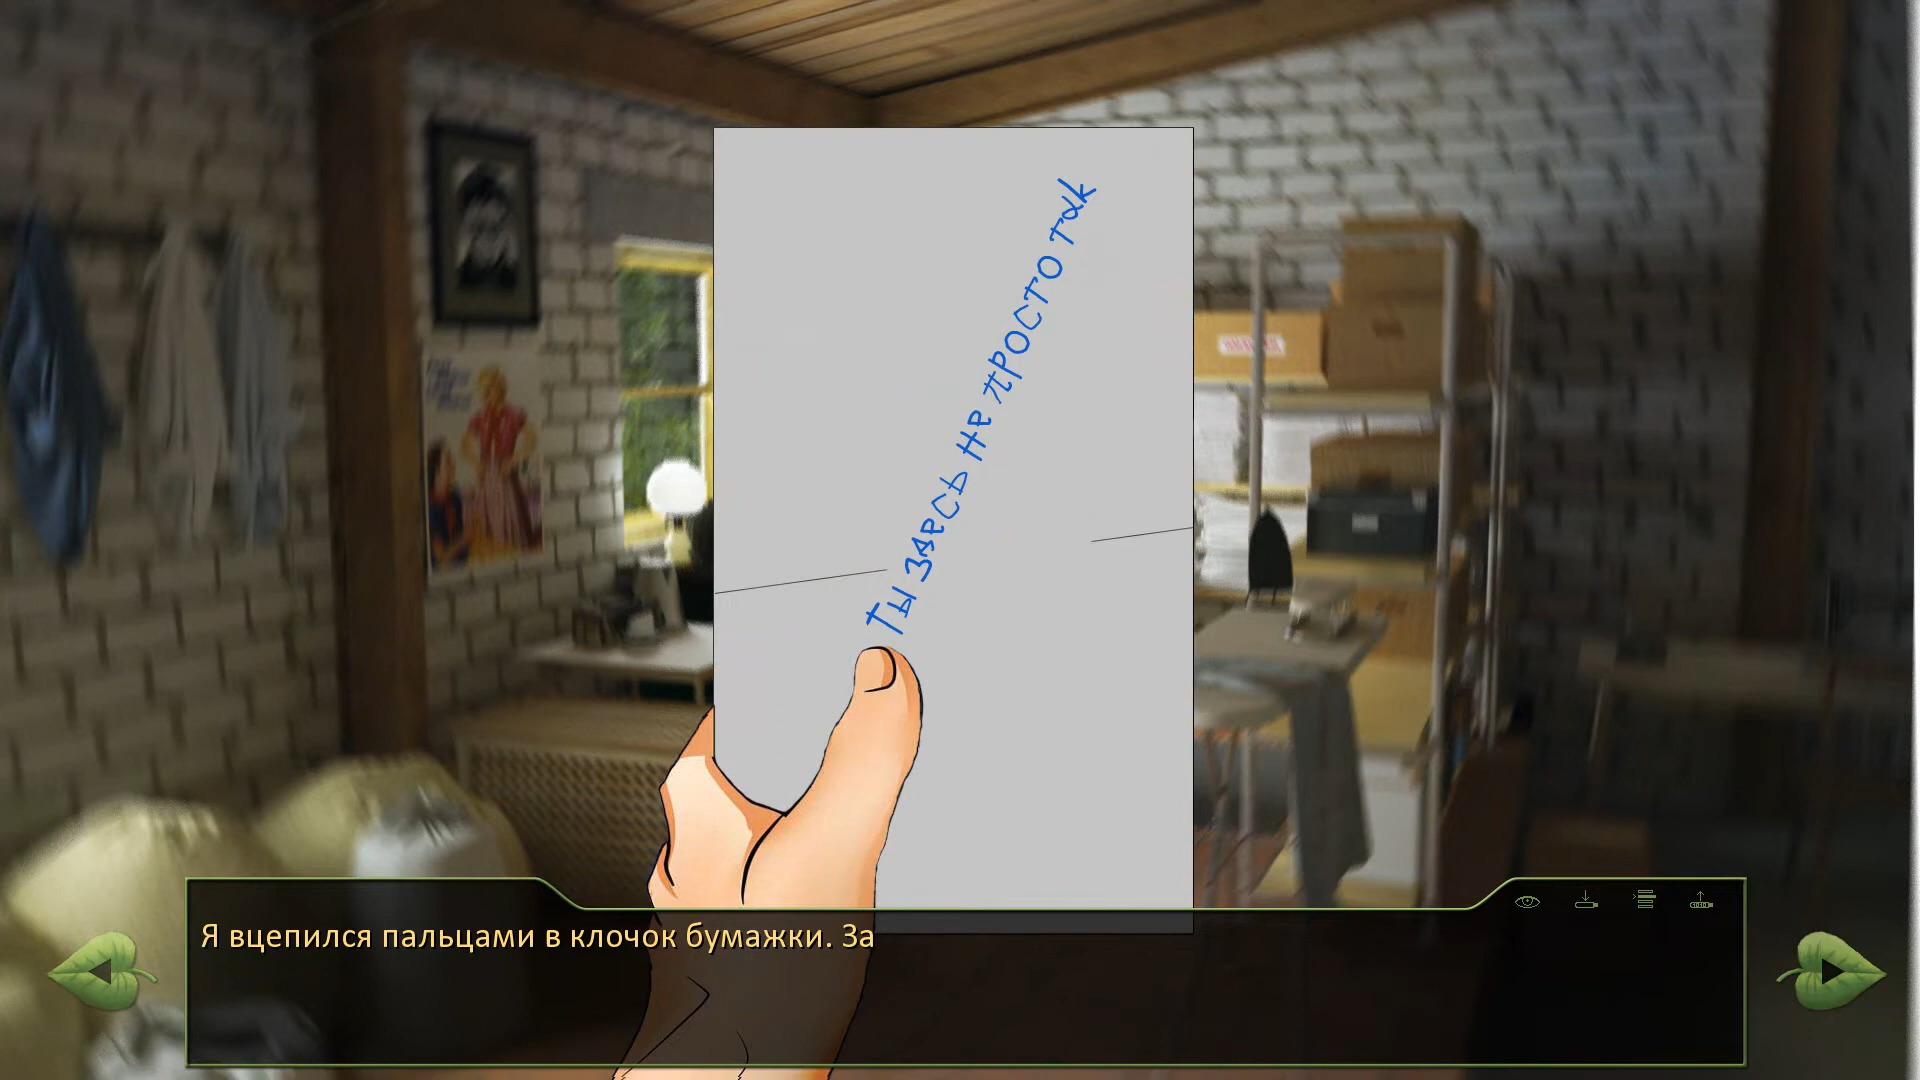 Ты здесь не просто так
Я вцепился пальцами в клочок бумажки. За